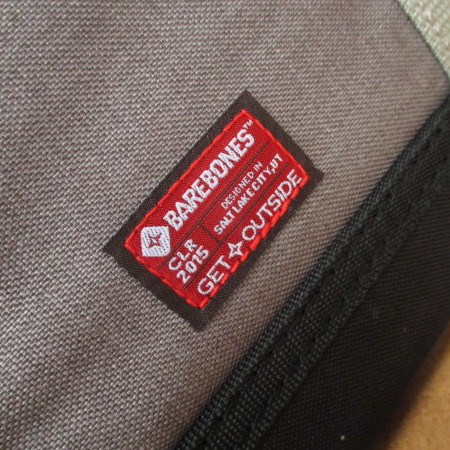 BAREBONES™
CLR
2015
DESIGNED IN
SALT LAKE CITY, UT
GET OUTSIDE